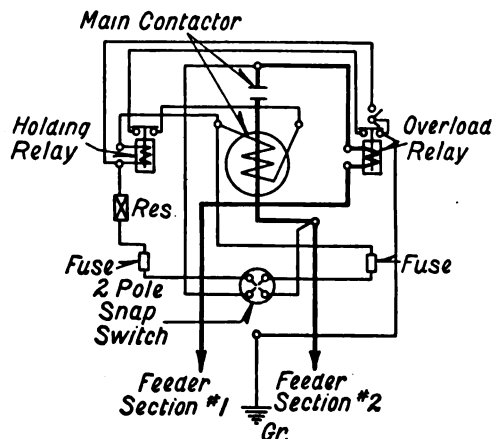 Main Contactor
Holding
Relay
Overload
Relay
Res.
Fuse
Fuse
2 Pole
Snap
Switch
Feeder
Section #1
Feeder
Section #2
Gr.